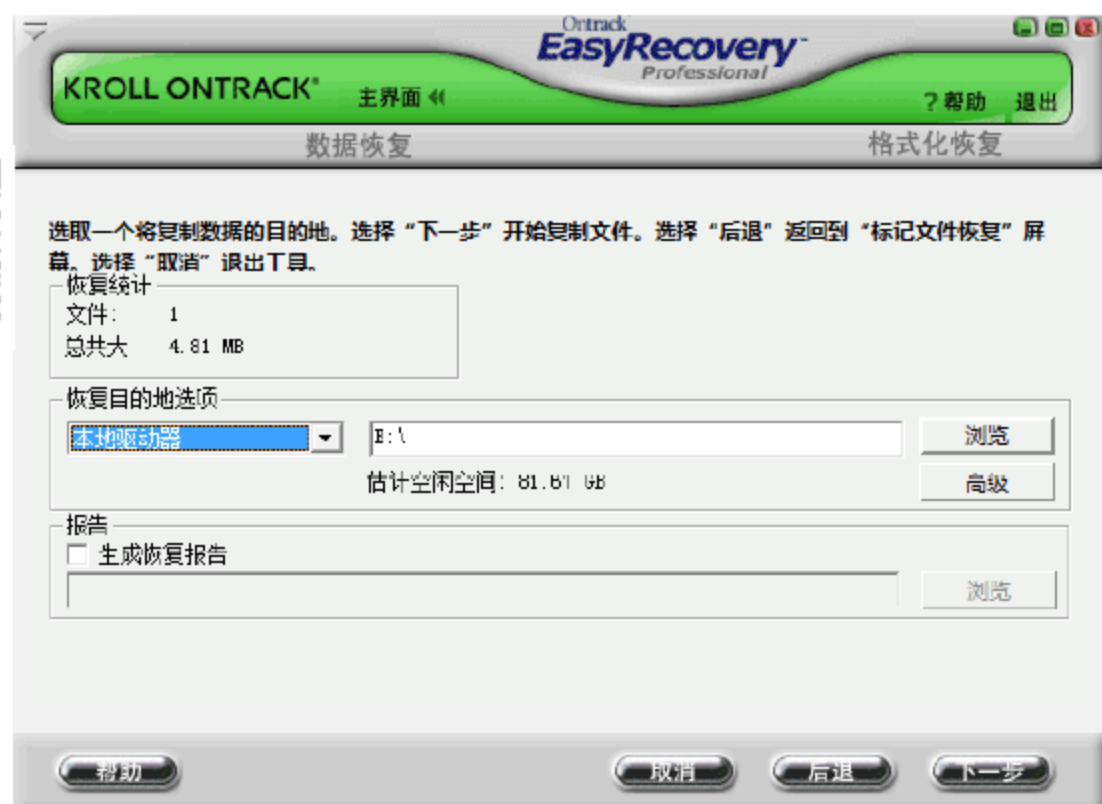 Ontrack
EasyRecovery
Professional
KROLL ONTRACK®
主界面
?帮助
退出
数据恢复
格式化恢复
选取一个将复制数据的目的地。选择“下一步”开始复制文件。选择“后退”返回到“标记文件恢复”屏
幕。选择“取消”退出工具。
恢复统计
文件: 1
总共大 4.81 MB
恢复目的地选项
本地驱动器
浏览
估计空闲空间: 81.61 GB
高级
报告
生成恢复报告
浏览
帮助
取消
后退
下一步